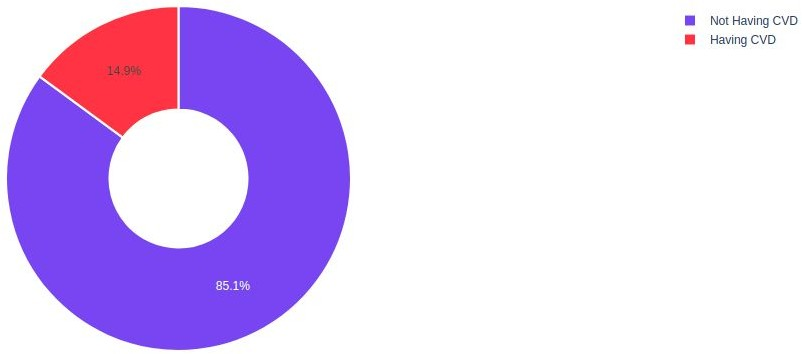 Not Having CVD
Having CVD
14.9%
85.1%